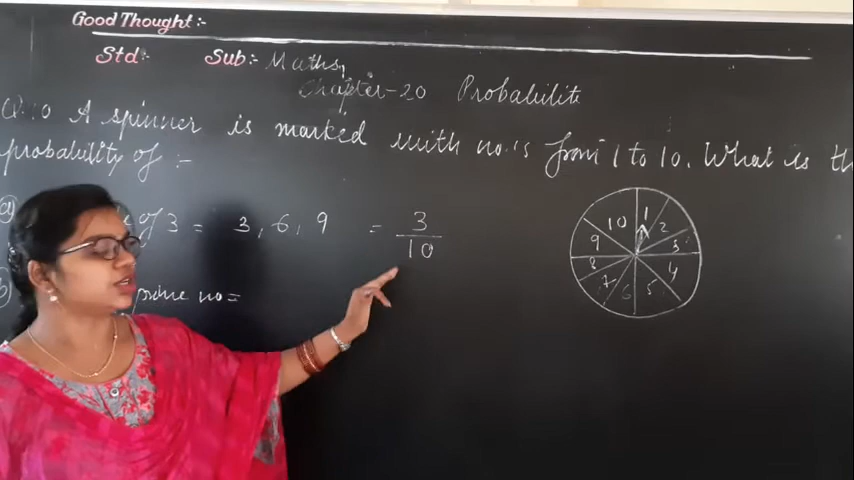 Good Thought :-
Std:- Sub:- Maths,
Chapter-20 Probabilite
Q.10 A spinner is marked with no.'s from 1 to 10. What is th
probability of :-
(a) of 3 = 3, 6, 9 = 3/10
(b) prime no=
1
2
3
4
5
6
7
8
9
10